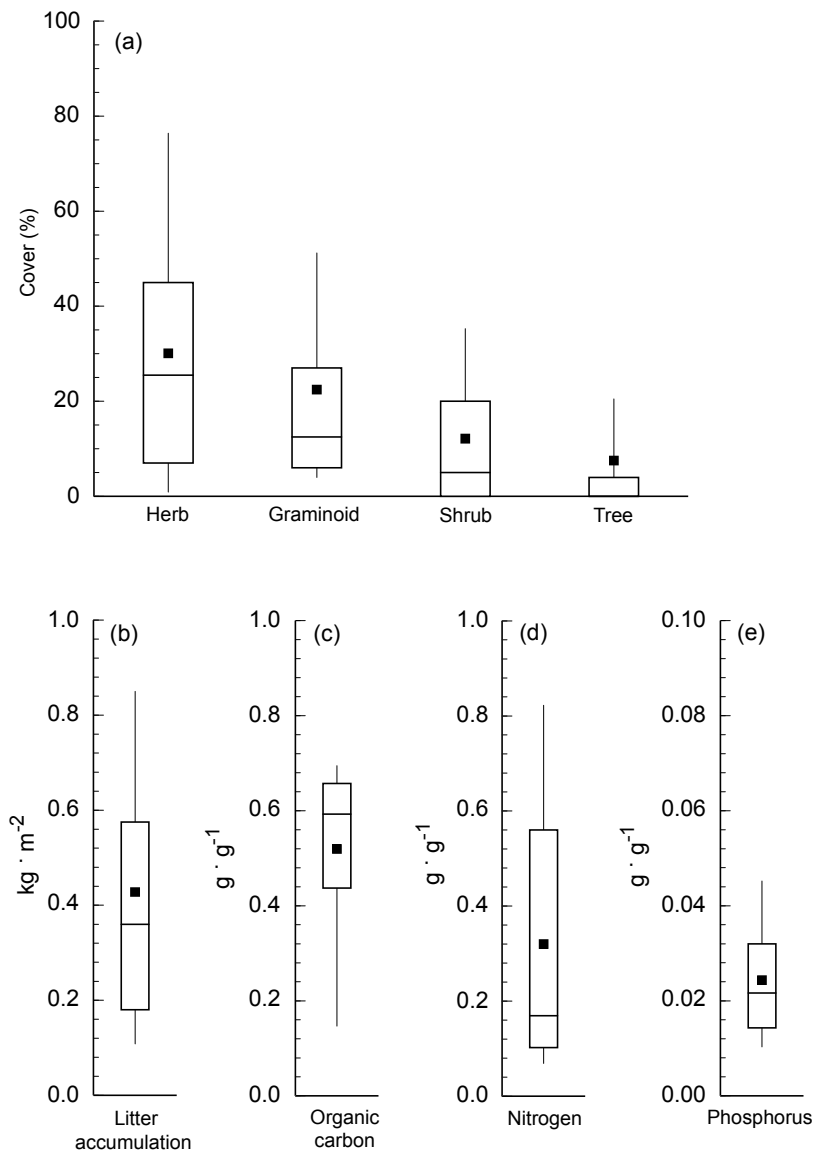 (a)
100
80
60
40
20
0
Cover (%)
Herb Graminoid Shrub Tree
(b)
1.0
0.8
0.6
0.4
0.2
0.0
kg · m⁻²
Litter
accumulation
(c)
1.0
0.8
0.6
0.4
0.2
0.0
g · g⁻¹
Organic
carbon
(d)
1.0
0.8
0.6
0.4
0.2
0.0
g · g⁻¹
Nitrogen
(e)
0.10
0.08
0.06
0.04
0.02
0.00
g · g⁻¹
Phosphorus